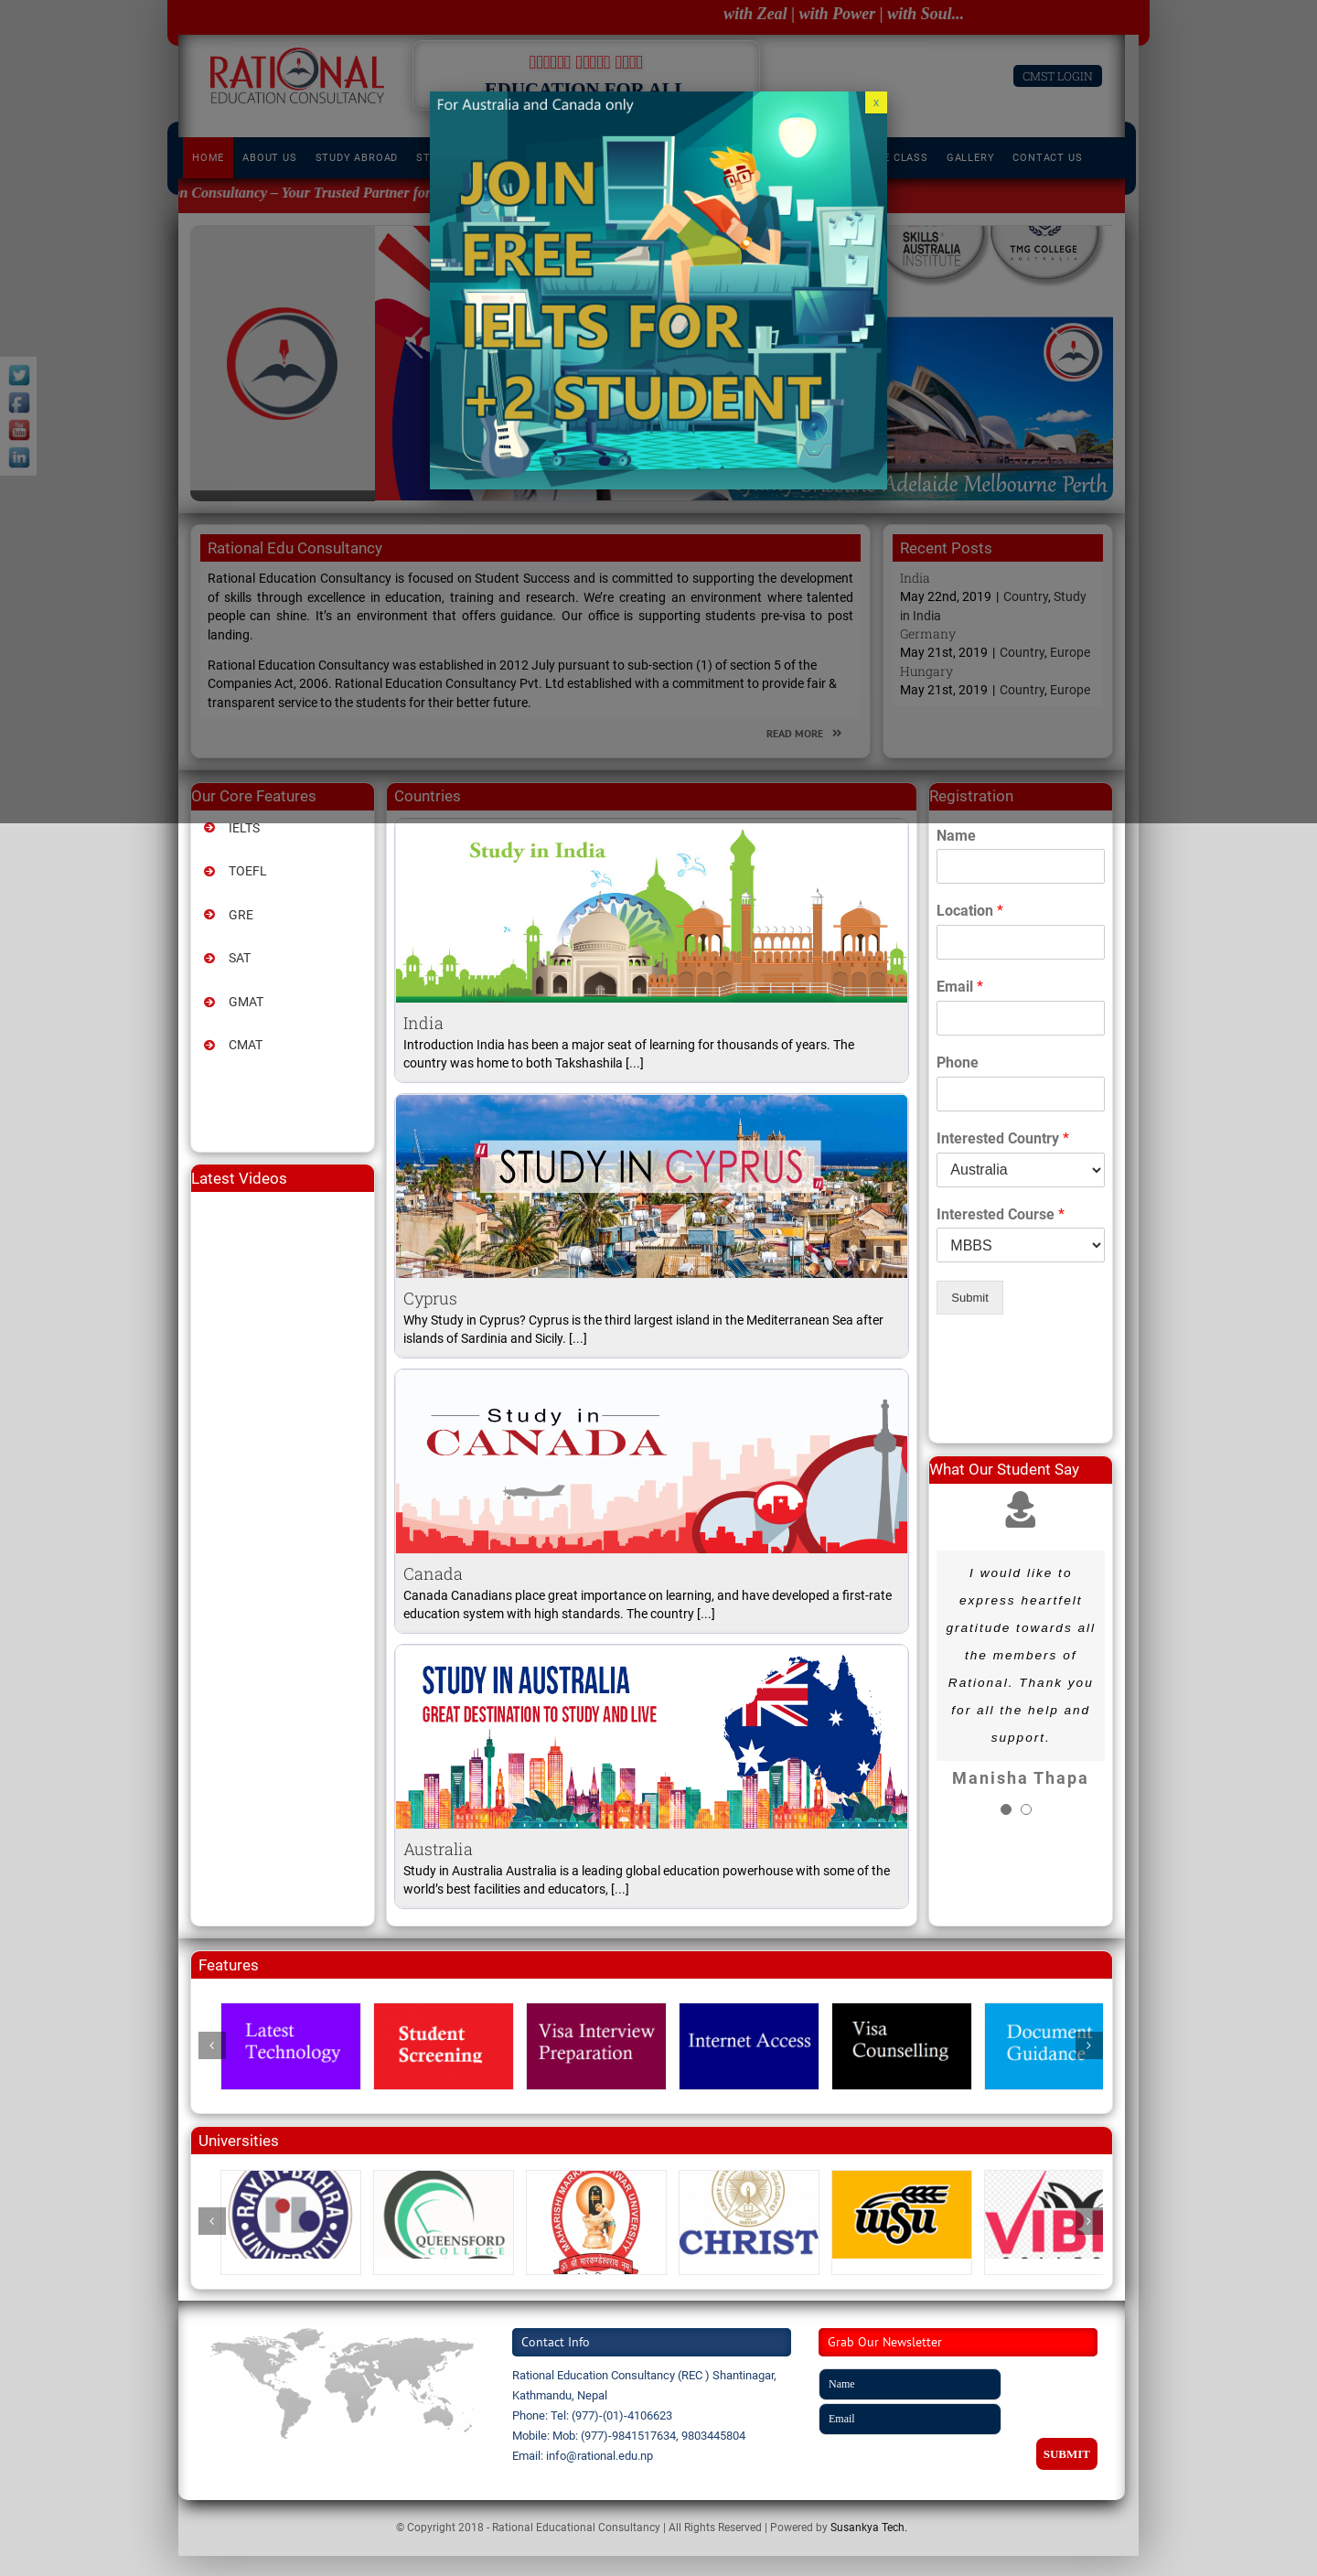 with Zeal | with Power | with Soul...
RATIONAL
EDUCATION CONSULTANCY
EDUCATION FOR ALL
CMST LOGIN
HOME
ABOUT US
STUDY ABROAD
CLASS
GALLERY
CONTACT US
Consultancy – Your Trusted Partner for
For Australia and Canada only
x
JOIN
FREE
IELTS FOR
+2 STUDENT
SKILLS
AUSTRALIA
INSTITUTE
TMG COLLEGE
AUSTRALIA
Sydney Brisbane Adelaide Melbourne Perth
Rational Edu Consultancy
Rational Education Consultancy is focused on Student Success and is committed to supporting the development
of skills through excellence in education, training and research. We’re creating an environment where talented
people can shine. It’s an environment that offers guidance. Our office is supporting students pre-visa to post
landing.
Rational Education Consultancy was established in 2012 July pursuant to sub-section (1) of section 5 of the
Companies Act, 2006. Rational Education Consultancy Pvt. Ltd established with a commitment to provide fair &
transparent service to the students for their better future.
READ MORE »
Recent Posts
India
May 22nd, 2019 | Country, Study
in India
Germany
May 21st, 2019 | Country, Europe
Hungary
May 21st, 2019 | Country, Europe
Our Core Features
IELTS
TOEFL
GRE
SAT
GMAT
CMAT
Latest Videos
Countries
Study in India
India
Introduction India has been a major seat of learning for thousands of years. The
country was home to both Takshashila [...]
STUDY IN CYPRUS
Cyprus
Why Study in Cyprus? Cyprus is the third largest island in the Mediterranean Sea after
islands of Sardinia and Sicily. [...]
Study in
CANADA
Canada
Canada Canadians place great importance on learning, and have developed a first-rate
education system with high standards. The country [...]
STUDY IN AUSTRALIA
GREAT DESTINATION TO STUDY AND LIVE
Australia
Study in Australia Australia is a leading global education powerhouse with some of the
world’s best facilities and educators, [...]
Registration
Name
Location *
Email *
Phone
Interested Country *
Australia
Interested Course *
MBBS
Submit
What Our Student Say
I would like to
express heartfelt
gratitude towards all
the members of
Rational. Thank you
for all the help and
support.
Manisha Thapa
Features
Latest
Technology
Student
Screening
Visa Interview
Preparation
Internet Access
Visa
Counselling
Document
Guidance
Universities
RAYAT-BAHRA
UNIVERSITY
QUEENSFORD
COLLEGE
MAHARISHI MARKANDESHWAR UNIVERSITY
CHRIST
WSU
Contact Info
Rational Education Consultancy (REC ) Shantinagar,
Kathmandu, Nepal
Phone: Tel: (977)-(01)-4106623
Mobile: Mob: (977)-9841517634, 9803445804
Email: info@rational.edu.np
Grab Our Newsletter
Name
Email
SUBMIT
© Copyright 2018 - Rational Educational Consultancy | All Rights Reserved | Powered by Susankya Tech.